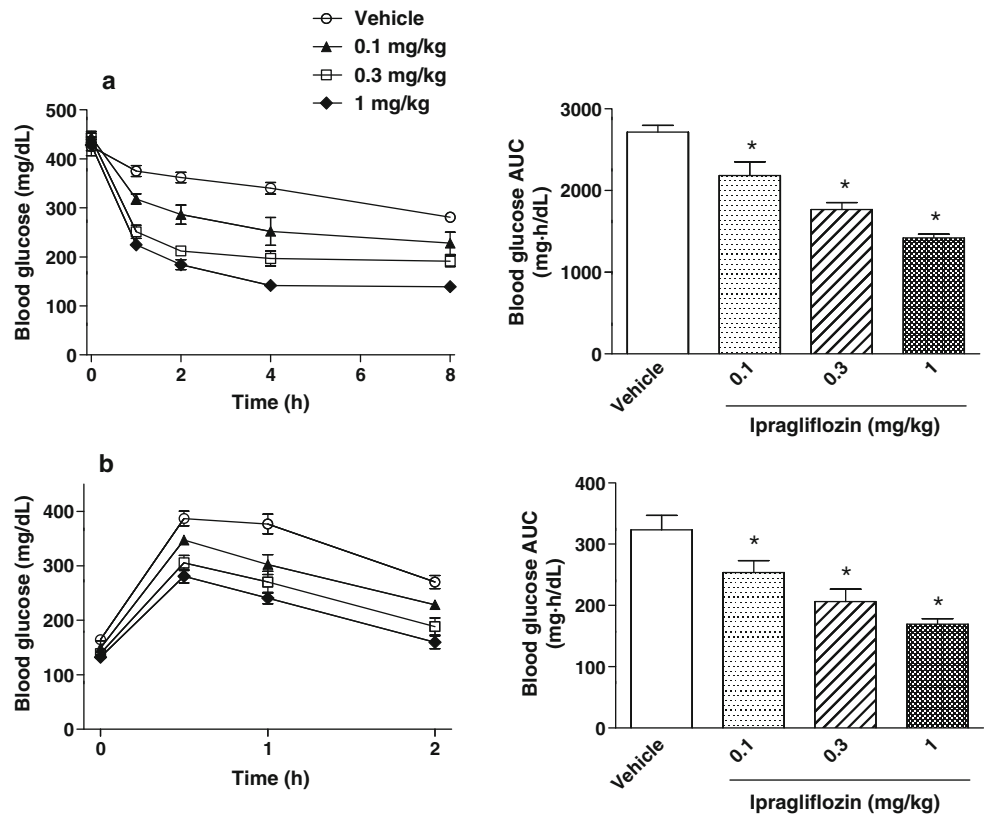 Vehicle
0.1 mg/kg
0.3 mg/kg
1 mg/kg
a
Blood glucose (mg/dL)
500
400
300
200
100
0
0 2 4 6 8
Time (h)
Blood glucose AUC
(mg·h/dL)
3000
2000
1000
0
* * *
Vehicle 0.1 0.3 1
Ipragliflozin (mg/kg)
b
Blood glucose (mg/dL)
400
300
200
100
0
0 1 2
Time (h)
Blood glucose AUC
(mg·h/dL)
400
300
200
100
0
* * *
Vehicle 0.1 0.3 1
Ipragliflozin (mg/kg)